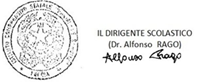 IL DIRIGENTE SCOLASTICO
(Dr. Alfonso RAGO)
Alfonso Rago